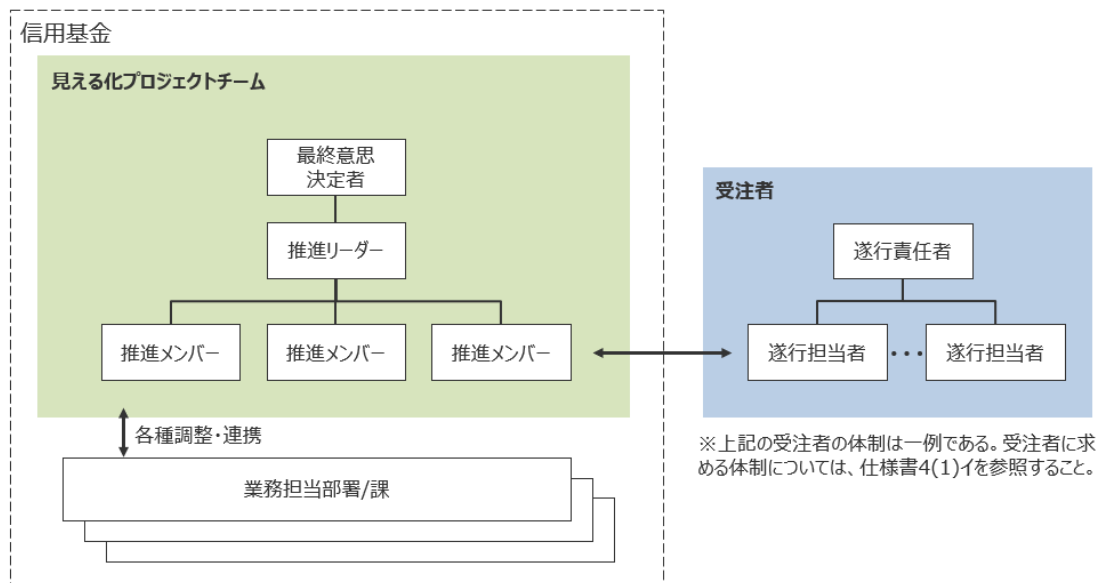 信用基金
見える化プロジェクトチーム
最終意思
決定者
推進リーダー
推進メンバー
推進メンバー
推進メンバー
各種調整・連携
業務担当部署/課
受注者
遂行責任者
遂行担当者
・・・
遂行担当者
※上記の受注者の体制は一例である。受注者に求
める体制については、仕様書4(1)イを参照すること。